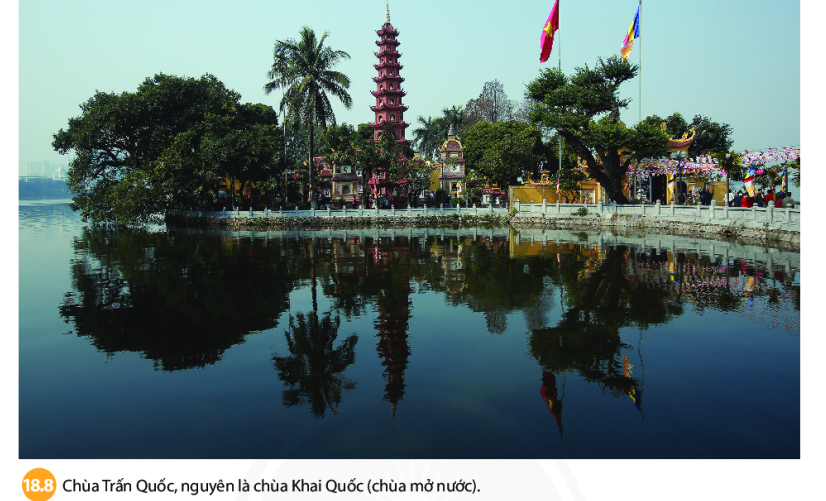 18.8 Chùa Trấn Quốc, nguyên là chùa Khai Quốc (chùa mở nước).